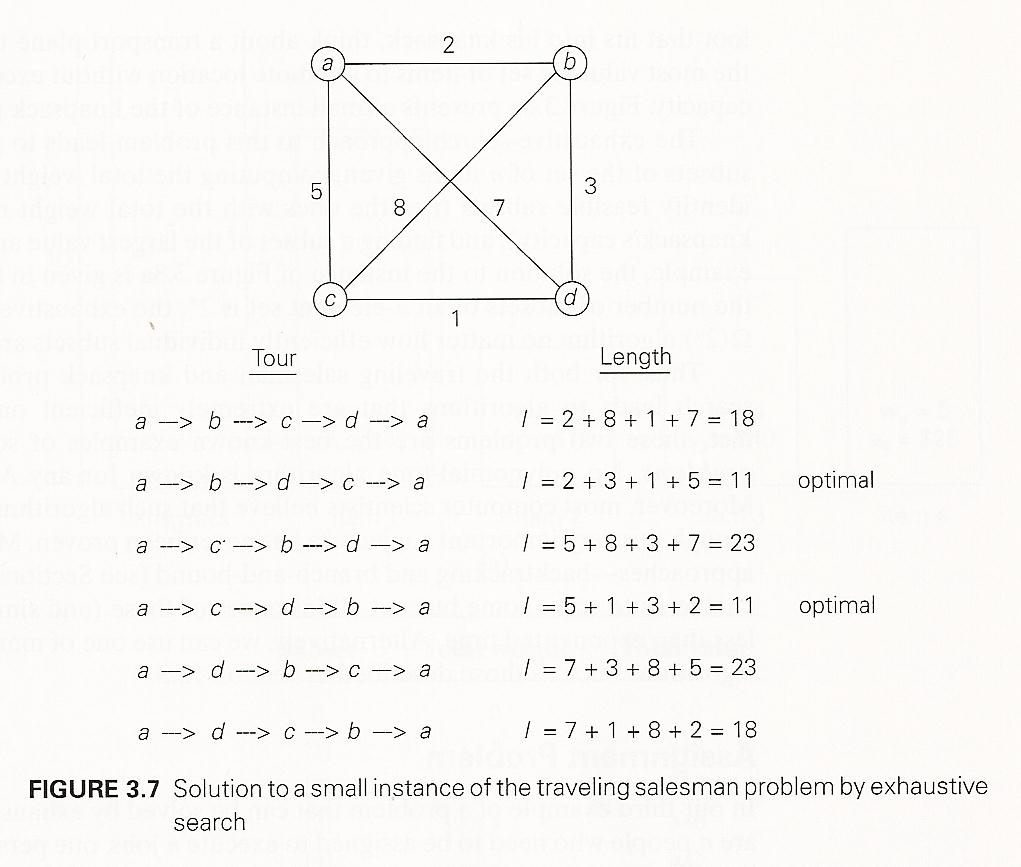 2
a
b
5
8
7
3
c
d
1
Tour Length
a —> b ---> c —> d —> a l = 2 + 8 + 1 + 7 = 18
a —> b —> d —> c —> a l = 2 + 3 + 1 + 5 = 11 optimal
a —> c —> b —> d —> a l = 5 + 8 + 3 + 7 = 23
a —> c —> d —> b —> a l = 5 + 1 + 3 + 2 = 11 optimal
a —> d —> b —> c —> a l = 7 + 3 + 8 + 5 = 23
a —> d —> c —> b —> a l = 7 + 1 + 8 + 2 = 18
FIGURE 3.7 Solution to a small instance of the traveling salesman problem by exhaustive
search